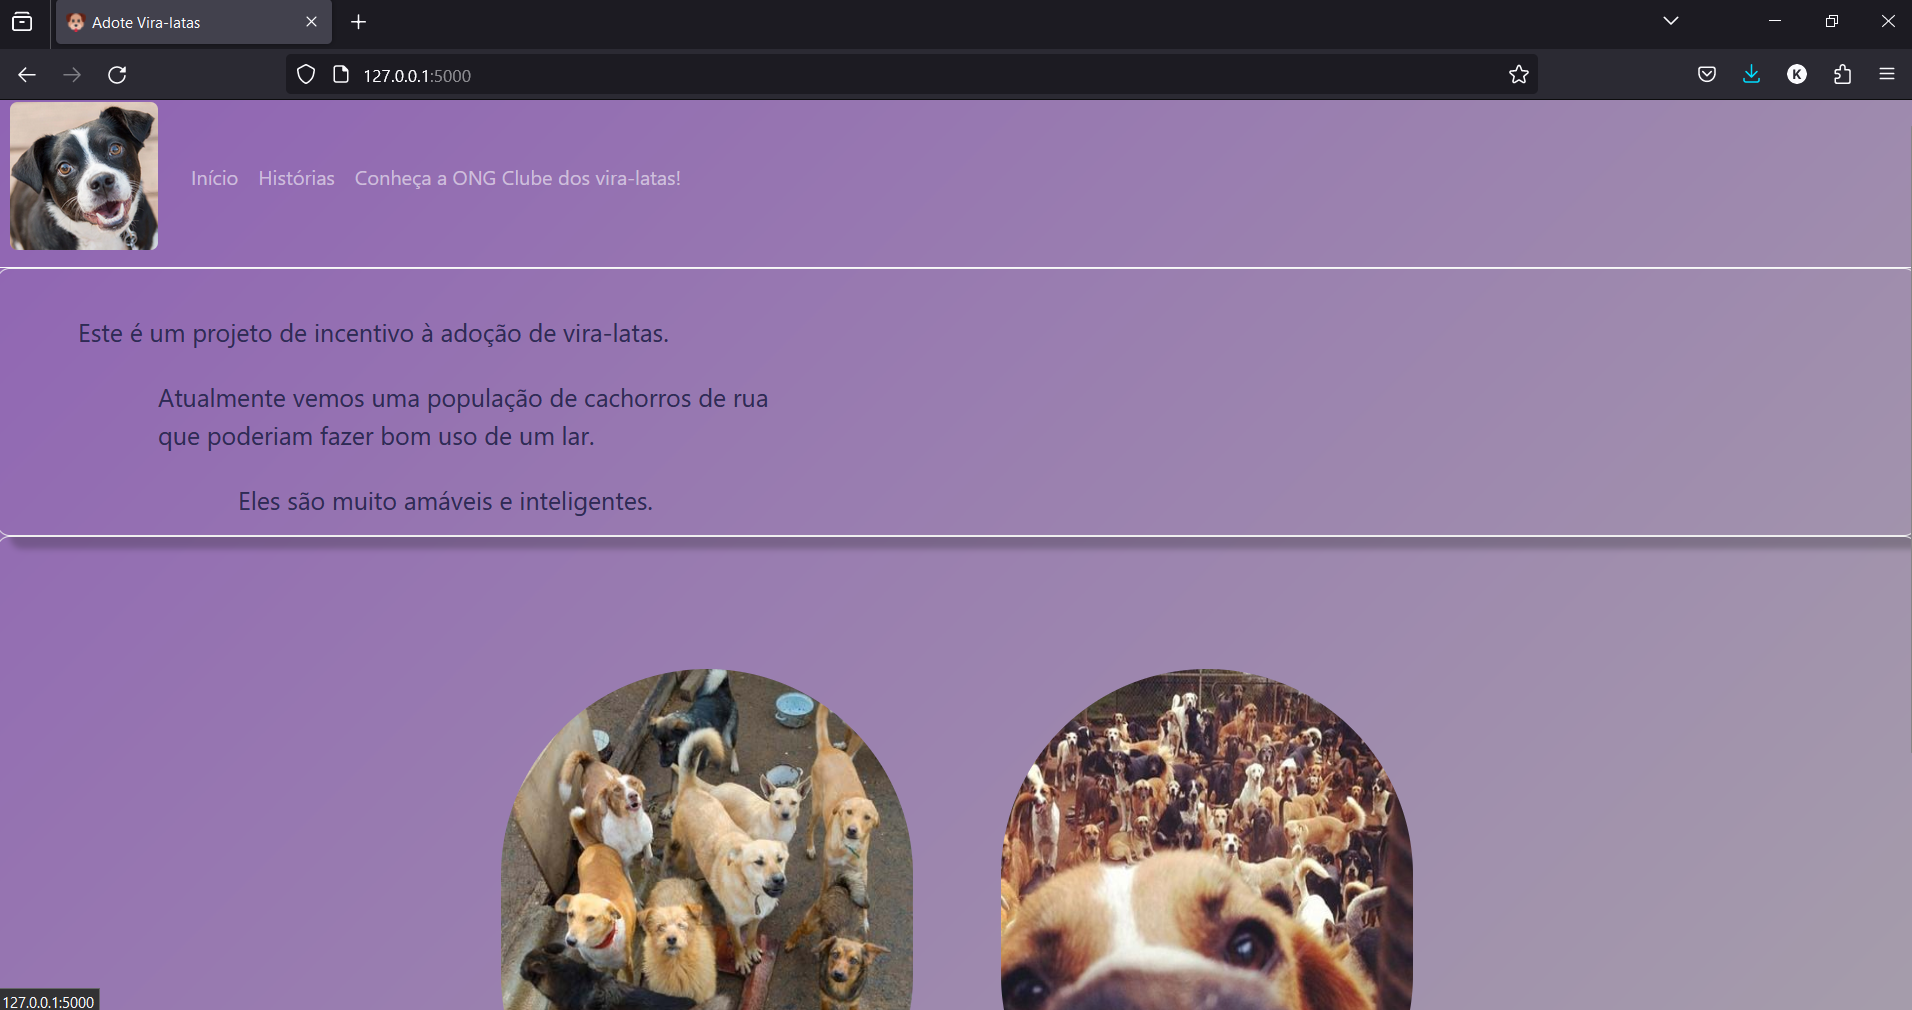 Adote Vira-latas
127.0.0.1:5000
K
Início Histórias Conheça a ONG Clube dos vira-latas!
Este é um projeto de incentivo à adoção de vira-latas.
Atualmente vemos uma população de cachorros de rua
que poderiam fazer bom uso de um lar.
Eles são muito amáveis e inteligentes.
127.0.0.1:5000